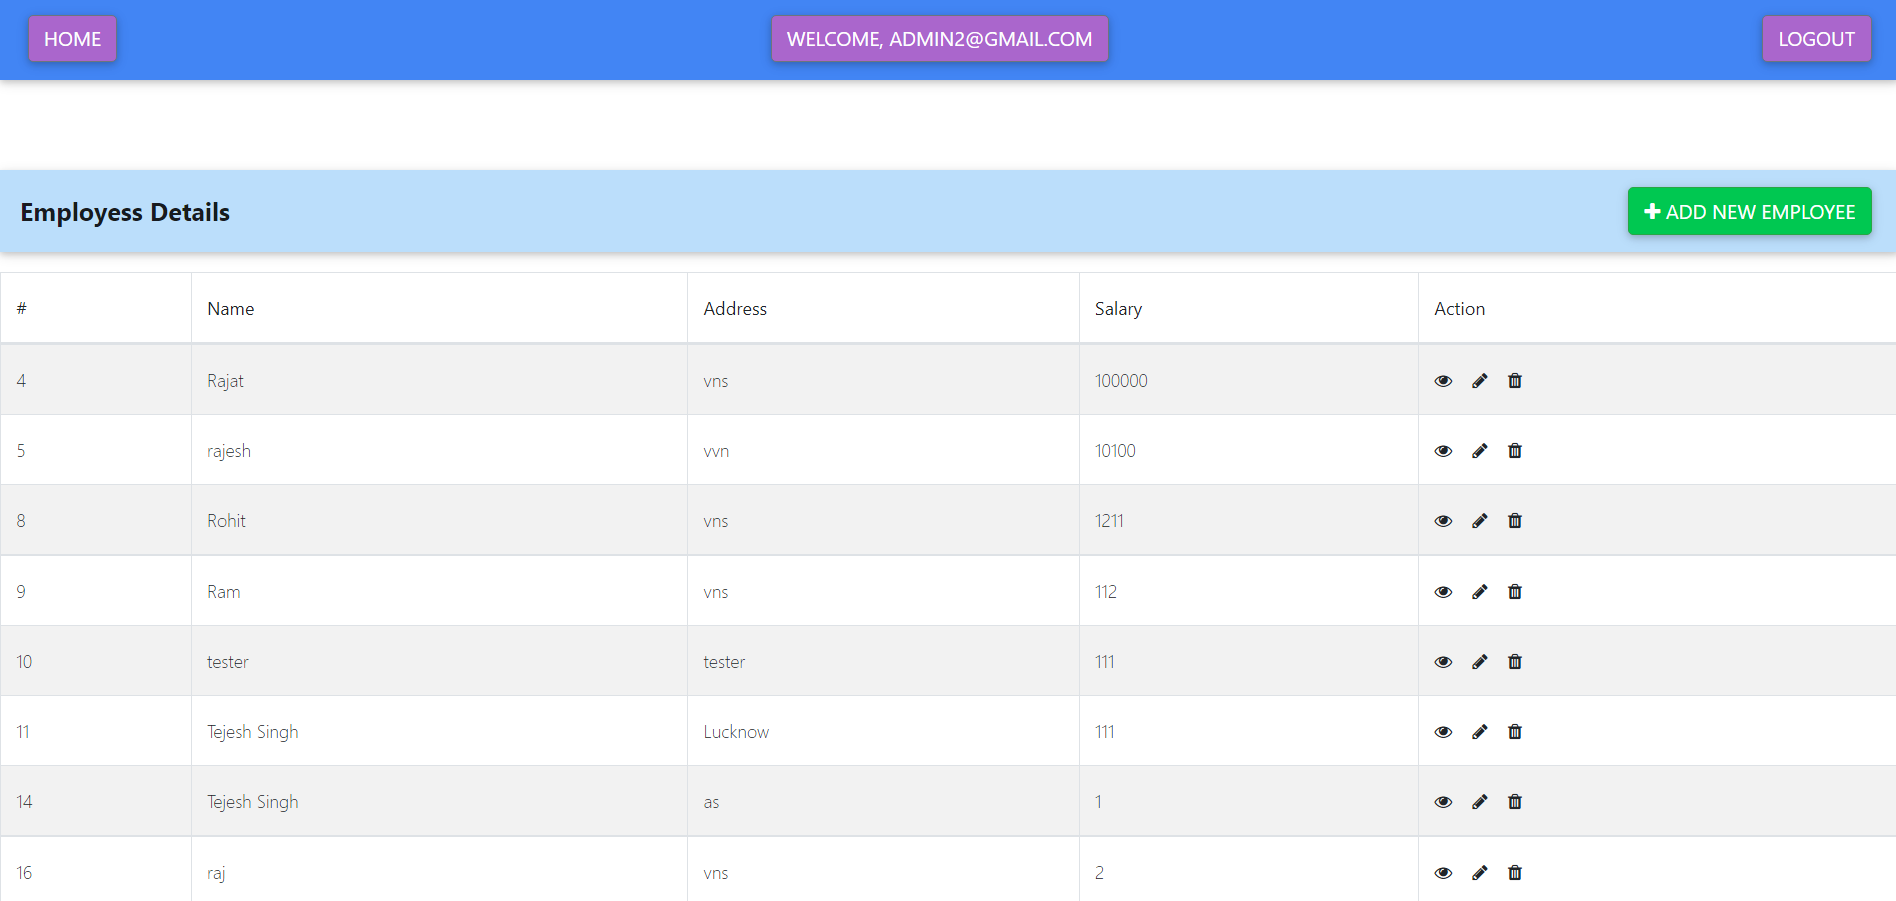 HOME WELCOME, ADMIN2@GMAIL.COM LOGOUT
Employess Details ADD NEW EMPLOYEE
# Name Address Salary Action
4 Rajat vns 100000
5 rajesh vvn 10100
8 Rohit vns 1211
9 Ram vns 112
10 tester tester 111
11 Tejesh Singh Lucknow 111
14 Tejesh Singh as 1
16 raj vns 2